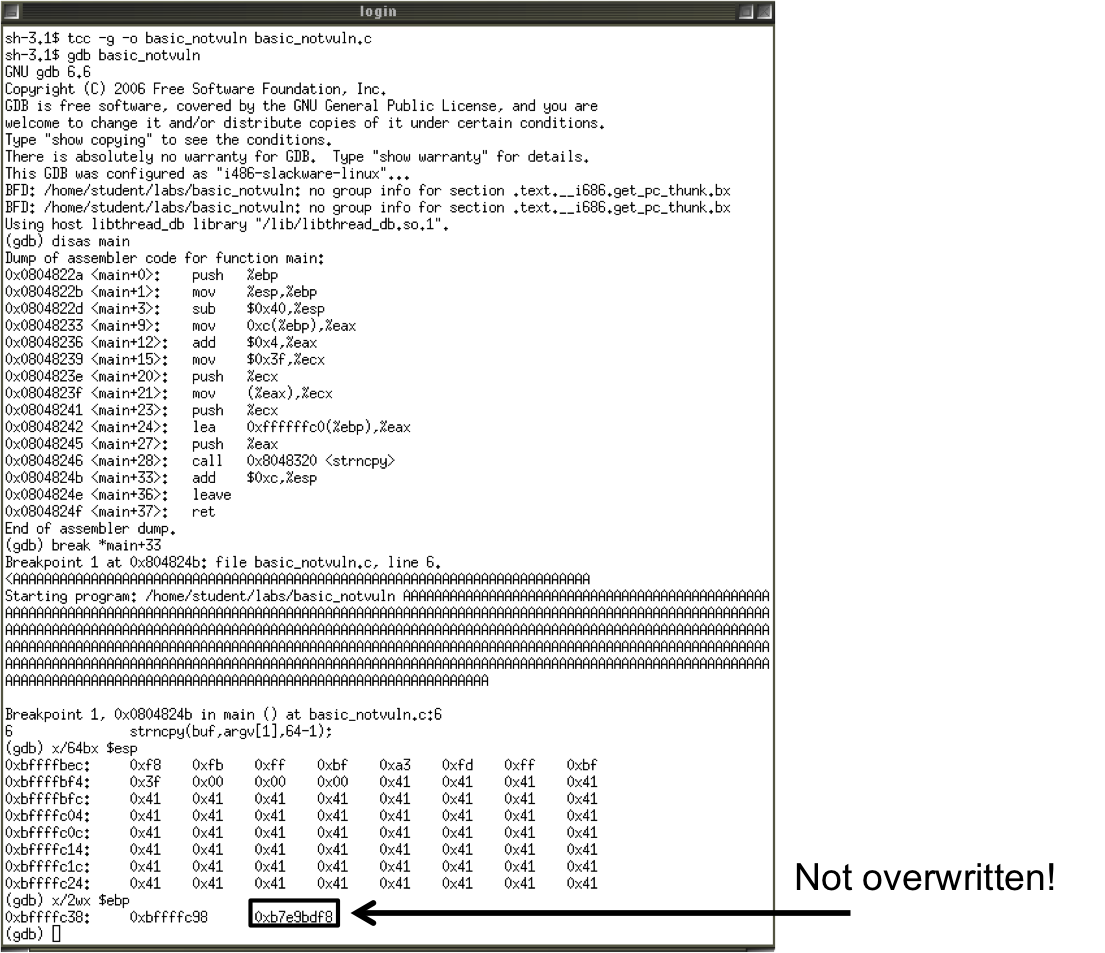 login
sh-3.1$ tcc -g -o basic_notvuln basic_notvuln.c
sh-3.1$ gdb basic_notvuln
GNU gdb 6.6
Copyright (C) 2006 Free Software Foundation, Inc.
GDB is free software, covered by the GNU General Public License, and you are
welcome to change it and/or distribute copies of it under certain conditions.
Type "show copying" to see the conditions.
There is absolutely no warranty for GDB.  Type "show warranty" for details.
This GDB was configured as "i486-slackware-linux"...
BFD: /home/student/labs/basic_notvuln: no group info for section .text.__i686.get_pc_thunk.bx
BFD: /home/student/labs/basic_notvuln: no group info for section .text.__i686.get_pc_thunk.bx
Using host libthread_db library "/lib/libthread_db.so.1".
(gdb) disas main
Dump of assembler code for function main:
0x0804822a <main+0>:    push   %ebp
0x0804822b <main+1>:    mov    %esp,%ebp
0x0804822d <main+3>:    sub    $0x40,%esp
0x08048233 <main+9>:    mov    0xc(%ebp),%eax
0x08048236 <main+12>:   add    $0x4,%eax
0x08048239 <main+15>:   mov    $0x3f,%ecx
0x0804823e <main+20>:   push   %ecx
0x0804823f <main+21>:   mov    (%eax),%ecx
0x08048241 <main+23>:   push   %ecx
0x08048242 <main+24>:   lea    0xffffffc0(%ebp),%eax
0x08048245 <main+27>:   push   %eax
0x08048246 <main+28>:   call   0x8048320 <strncpy>
0x0804824b <main+33>:   add    $0xc,%esp
0x0804824e <main+36>:   leave
0x0804824f <main+37>:   ret
End of assembler dump.
(gdb) break *main+33
Breakpoint 1 at 0x804824b: file basic_notvuln.c, line 6.
<AAAAAAAAAAAAAAAAAAAAAAAAAAAAAAAAAAAAAAAAAAAAAAAAAAAAAAAAAAAAAAAAAAAAAAAAAA
Starting program: /home/student/labs/basic_notvuln AAAAAAAAAAAAAAAAAAAAAAAAAAAAAAAAAAAAAAAAAAAAAAA
AAAAAAAAAAAAAAAAAAAAAAAAAAAAAAAAAAAAAAAAAAAAAAAAAAAAAAAAAAAAAAAAAAAAAAAAAAAAAAAAAAAAAAAAAAAAAAAAAA
AAAAAAAAAAAAAAAAAAAAAAAAAAAAAAAAAAAAAAAAAAAAAAAAAAAAAAAAAAAAAAAAAAAAAAAAAAAAAAAAAAAAAAAAAAAAAAAAAA
AAAAAAAAAAAAAAAAAAAAAAAAAAAAAAAAAAAAAAAAAAAAAAAAAAAAAAAAAAAAAAAAAAAAAAAAAAAAAAAAAAAAAAAAAAAAAAAAAA
AAAAAAAAAAAAAAAAAAAAAAAAAAAAAAAAAAAAAAAAAAAAAAAAAAAAAAAAAAAAAAAAAAAAAAAAAAAAAAAAAAAAAAAAAAAAAAAAAA
AAAAAAAAAAAAAAAAAAAAAAAAAAAAAAAAAAAAAAAAAAAAAAAAAAAAAAAAAAAAAA

Breakpoint 1, 0x0804824b in main () at basic_notvuln.c:6
6               strncpy(buf,argv[1],64-1);
(gdb) x/64bx $esp
0xbffffbec:     0xf8    0xfb    0xff    0xbf    0xa3    0xfd    0xff    0xbf
0xbffffbf4:     0x3f    0x00    0x00    0x00    0x41    0x41    0x41    0x41
0xbffffbfc:     0x41    0x41    0x41    0x41    0x41    0x41    0x41    0x41
0xbffffc04:     0x41    0x41    0x41    0x41    0x41    0x41    0x41    0x41
0xbffffc0c:     0x41    0x41    0x41    0x41    0x41    0x41    0x41    0x41
0xbffffc14:     0x41    0x41    0x41    0x41    0x41    0x41    0x41    0x41
0xbffffc1c:     0x41    0x41    0x41    0x41    0x41    0x41    0x41    0x41
0xbffffc24:     0x41    0x41    0x41    0x41    0x41    0x41    0x41    0x41
(gdb) x/2wx $ebp
0xbffffc38:     0xbffffc98      0xb7e9bdf8
(gdb)
Not overwritten!